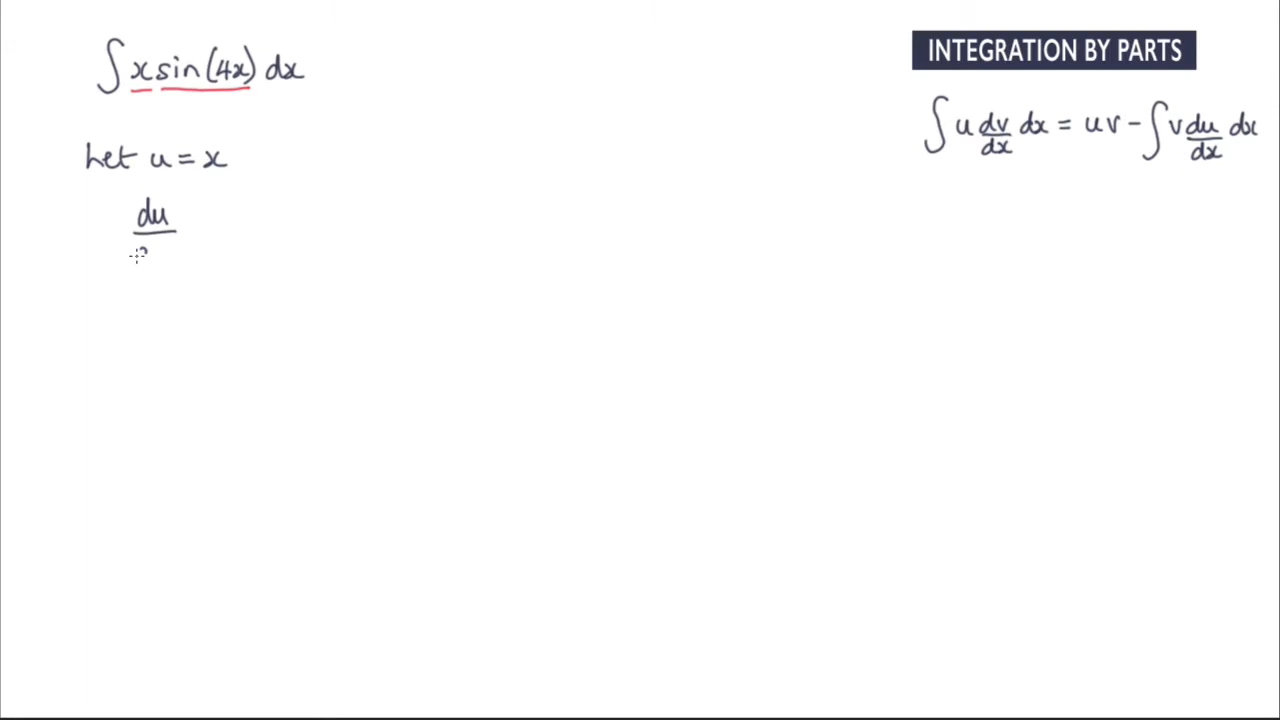 ∫ x sin(4x) dx
INTEGRATION BY PARTS
∫ u dv/dx dx = uv - ∫ v du/dx dx
Let u = x
du